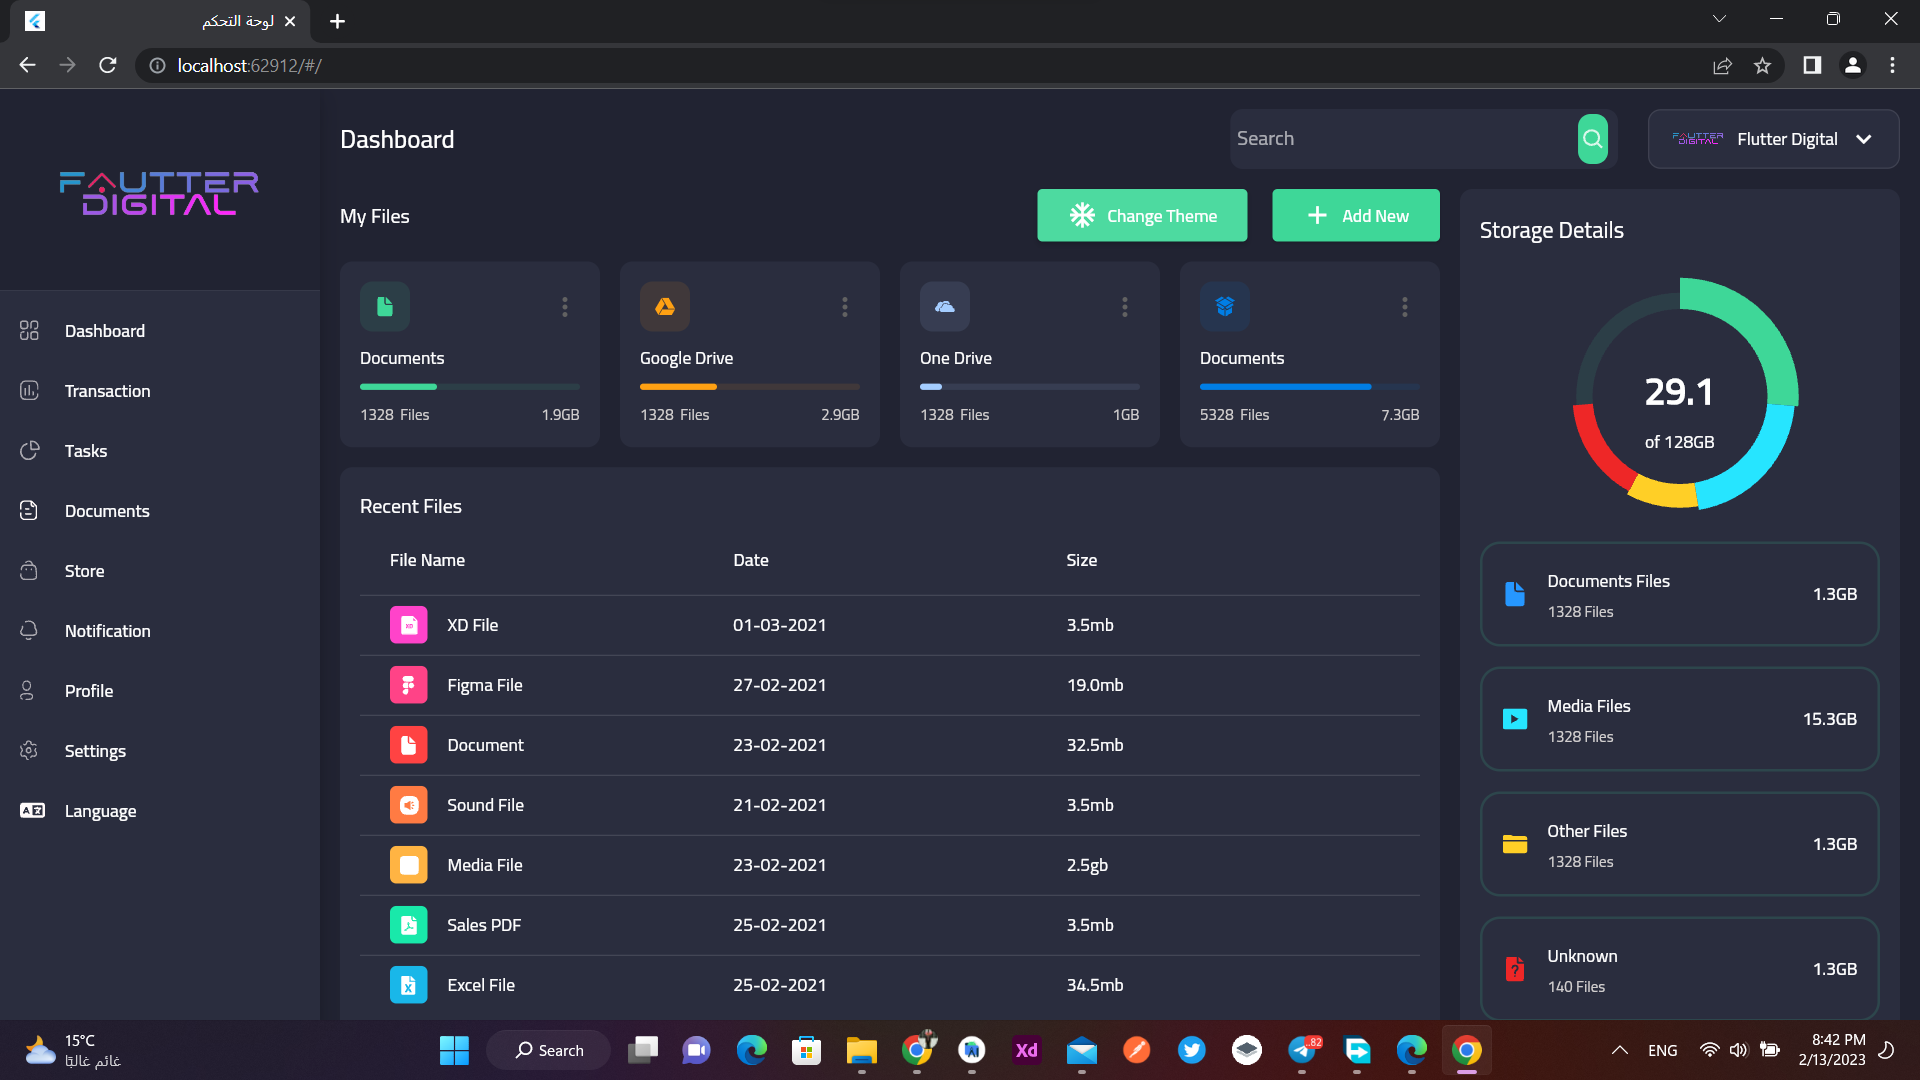 لوحة التحكم
localhost:62912/#/
FLUTTER
DIGITAL
Dashboard
Transaction
Tasks
Documents
Store
Notification
Profile
Settings
Language
Dashboard
Search
FLUTTER
DIGITAL
Flutter Digital
My Files
Change Theme
Add New
Documents
1328 Files 1.9GB
Google Drive
1328 Files 2.9GB
One Drive
1328 Files 1GB
Documents
5328 Files 7.3GB
Recent Files
File Name Date Size
XD File 01-03-2021 3.5mb
Figma File 27-02-2021 19.0mb
Document 23-02-2021 32.5mb
Sound File 21-02-2021 3.5mb
Media File 23-02-2021 2.5gb
Sales PDF 25-02-2021 3.5mb
Excel File 25-02-2021 34.5mb
Storage Details
29.1
of 128GB
Documents Files
1328 Files
1.3GB
Media Files
1328 Files
15.3GB
Other Files
1328 Files
1.3GB
Unknown
140 Files
1.3GB
15°C
غائم غالبًا
Search
Xd
82
ENG
8:42 PM
2/13/2023